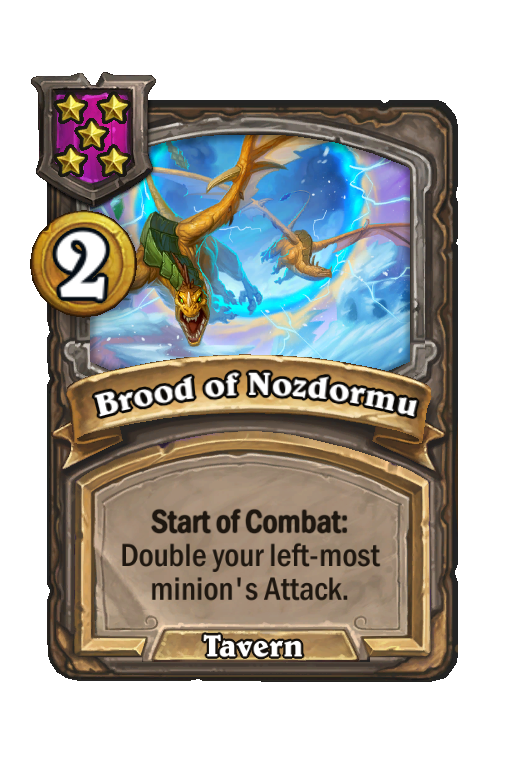 2
Brood of Nozdormu
Start of Combat:
Double your left-most
minion's Attack.
Tavern